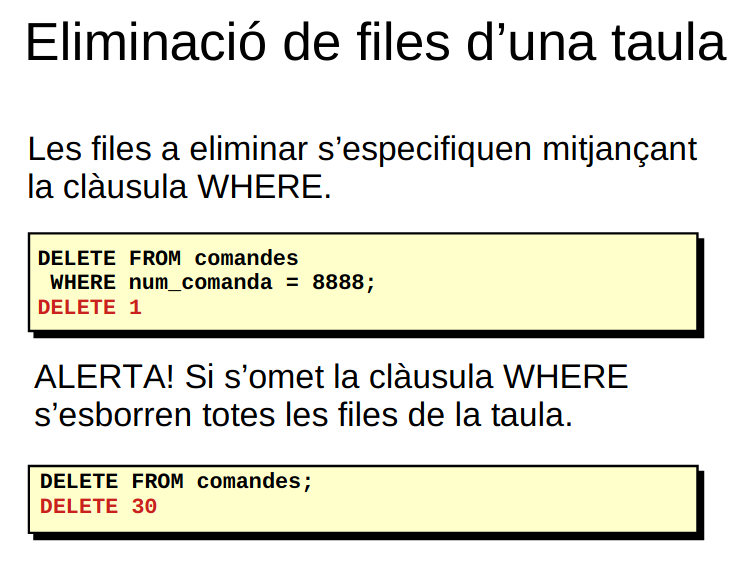 Eliminació de files d’una taula
Les files a eliminar s’especifiquen mitjançant
la clàusula WHERE.
DELETE FROM comandes
WHERE num_comanda = 8888;
DELETE 1
ALERTA! Si s’omet la clàusula WHERE
s’esborren totes les files de la taula.
DELETE FROM comandes;
DELETE 30